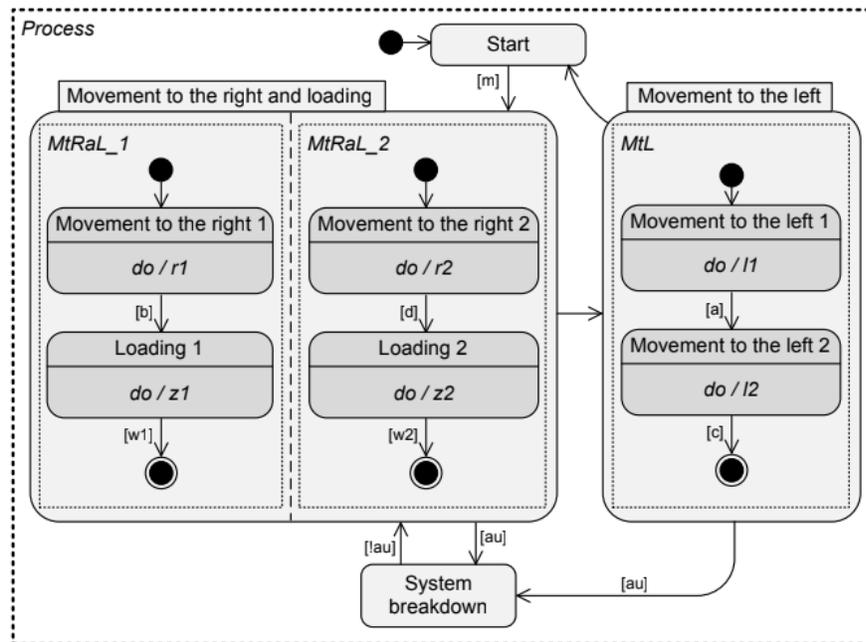 Process
Start
[m]
Movement to the right and loading
Movement to the left
MtRaL_1
MtRaL_2
MtL
Movement to the right 1
do / r1
[b]
Loading 1
do / z1
[w1]
Movement to the right 2
do / r2
[d]
Loading 2
do / z2
[w2]
Movement to the left 1
do / l1
[a]
Movement to the left 2
do / l2
[c]
[!au]
[au]
System
breakdown
[au]